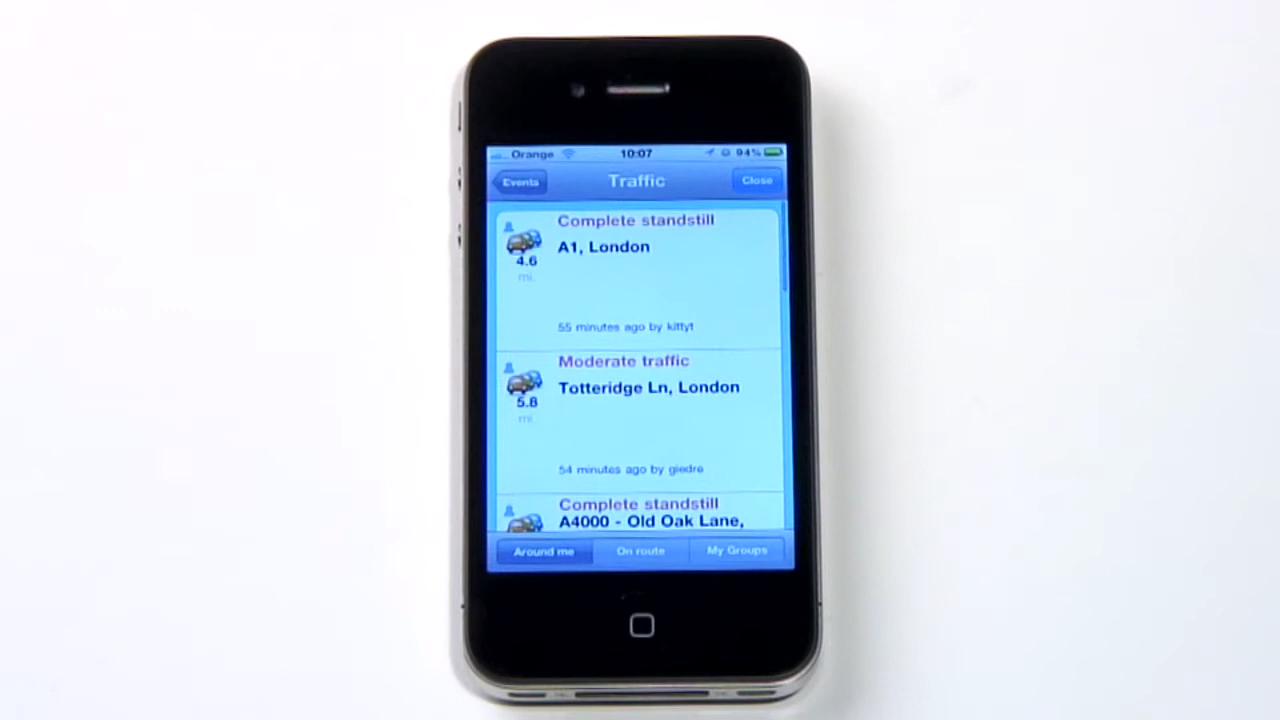 Orange 10:07 94%
Events Traffic Close
Complete standstill
A1, London
4.6
mi.
55 minutes ago by kittyt
Moderate traffic
Totteridge Ln, London
5.8
mi.
54 minutes ago by giedre
Complete standstill
A4000 - Old Oak Lane,
Around me On route My Groups